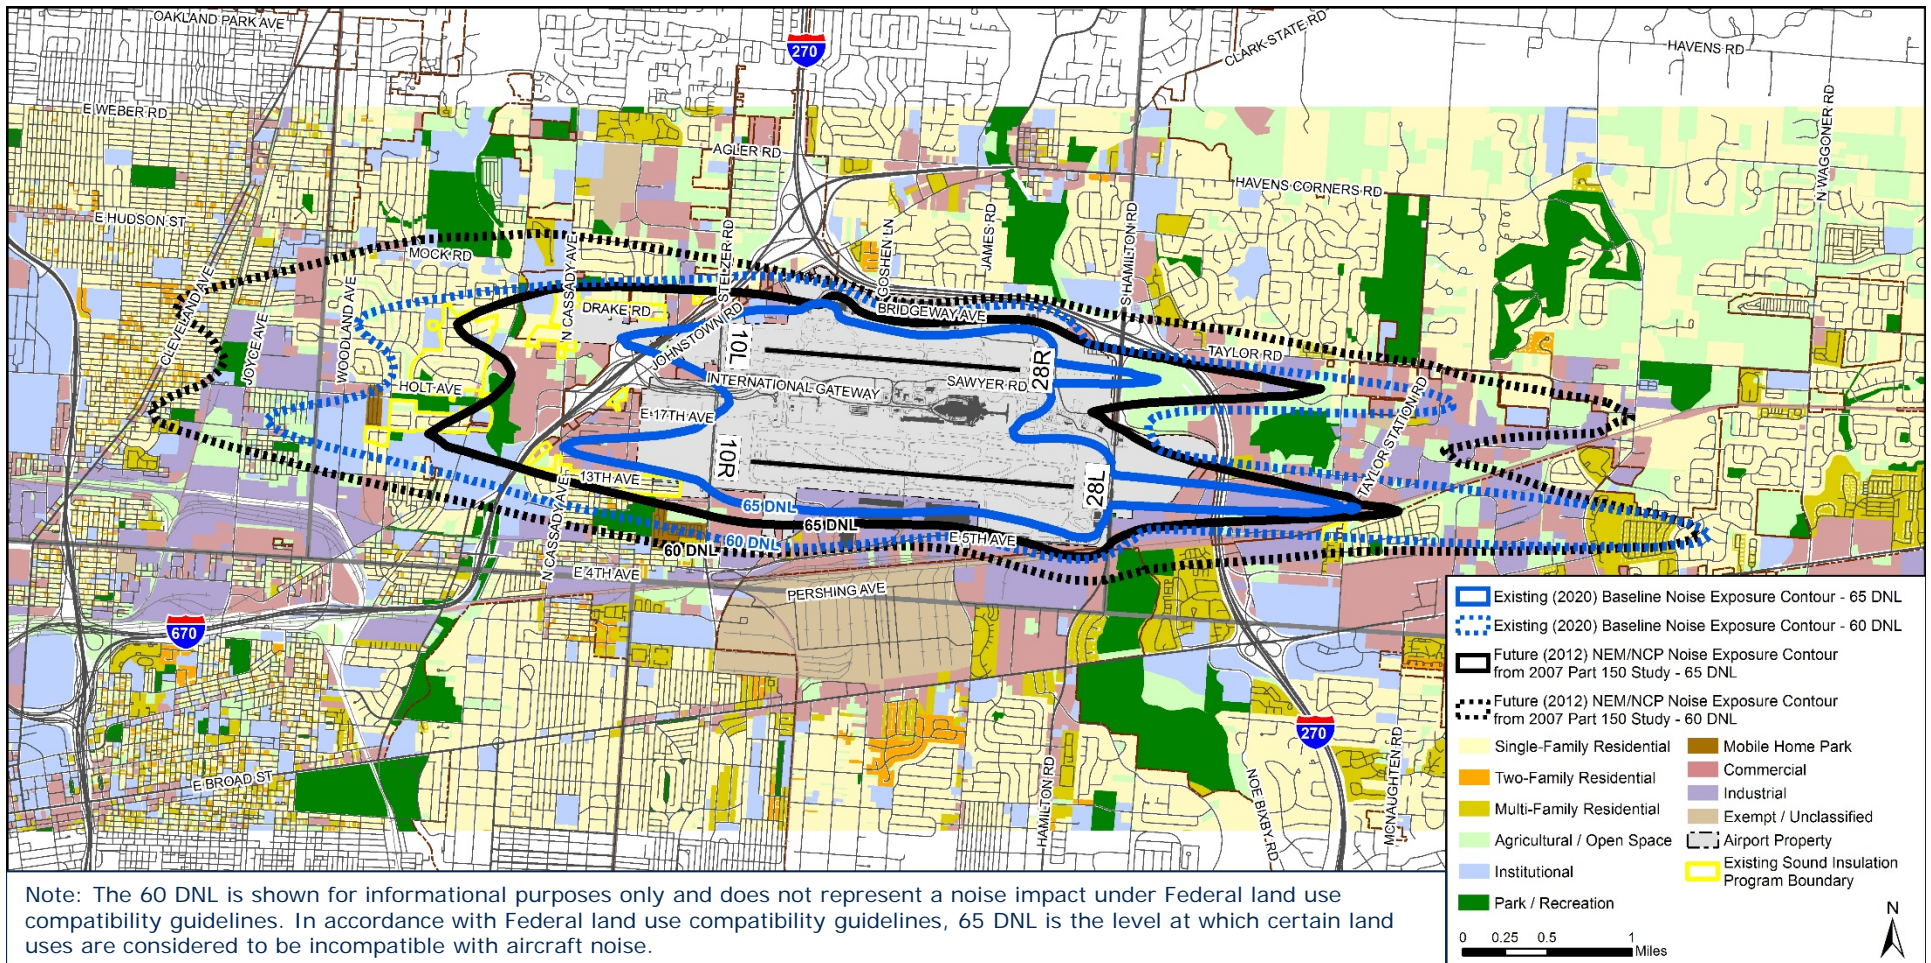 OAKLAND PARK AVE
270
CLARK STATE RD
HAVENS RD
E WEBER RD
N WAGGONER RD
AGLER RD
HAVENS CORNERS RD
E HUDSON ST
MOCK RD
CLEVELAND AVE
JOYCE AVE
WOODLAND AVE
N CASSADY AVE
STELZER RD
GOSHEN LN
JAMES RD
S HAMILTON RD
DRAKE RD
JOHNSTOWN RD
BRIDGEWAY AVE
TAYLOR RD
10L
28R
HOLT AVE
INTERNATIONAL GATEWAY
SAWYER RD
E 17TH AVE
TAYLOR STATION RD
10R
28L
13TH AVE
65 DNL
65 DNL
60 DNL
60 DNL
E 5TH AVE
N CASSADY AVE
E 4TH AVE
PERSHING AVE
670
270
E BROAD ST
HAMILTON RD
NOE BIXBY RD
MCNAUGHTEN RD
Existing (2020) Baseline Noise Exposure Contour - 65 DNL
Existing (2020) Baseline Noise Exposure Contour - 60 DNL
Future (2012) NEM/NCP Noise Exposure Contour
from 2007 Part 150 Study - 65 DNL
Future (2012) NEM/NCP Noise Exposure Contour
from 2007 Part 150 Study - 60 DNL
Single-Family Residential
Two-Family Residential
Multi-Family Residential
Agricultural / Open Space
Institutional
Park / Recreation
Mobile Home Park
Commercial
Industrial
Exempt / Unclassified
Airport Property
Existing Sound Insulation
Program Boundary
N
0 0.25 0.5 1
Miles
Note: The 60 DNL is shown for informational purposes only and does not represent a noise impact under Federal land use
compatibility guidelines. In accordance with Federal land use compatibility guidelines, 65 DNL is the level at which certain land
uses are considered to be incompatible with aircraft noise.